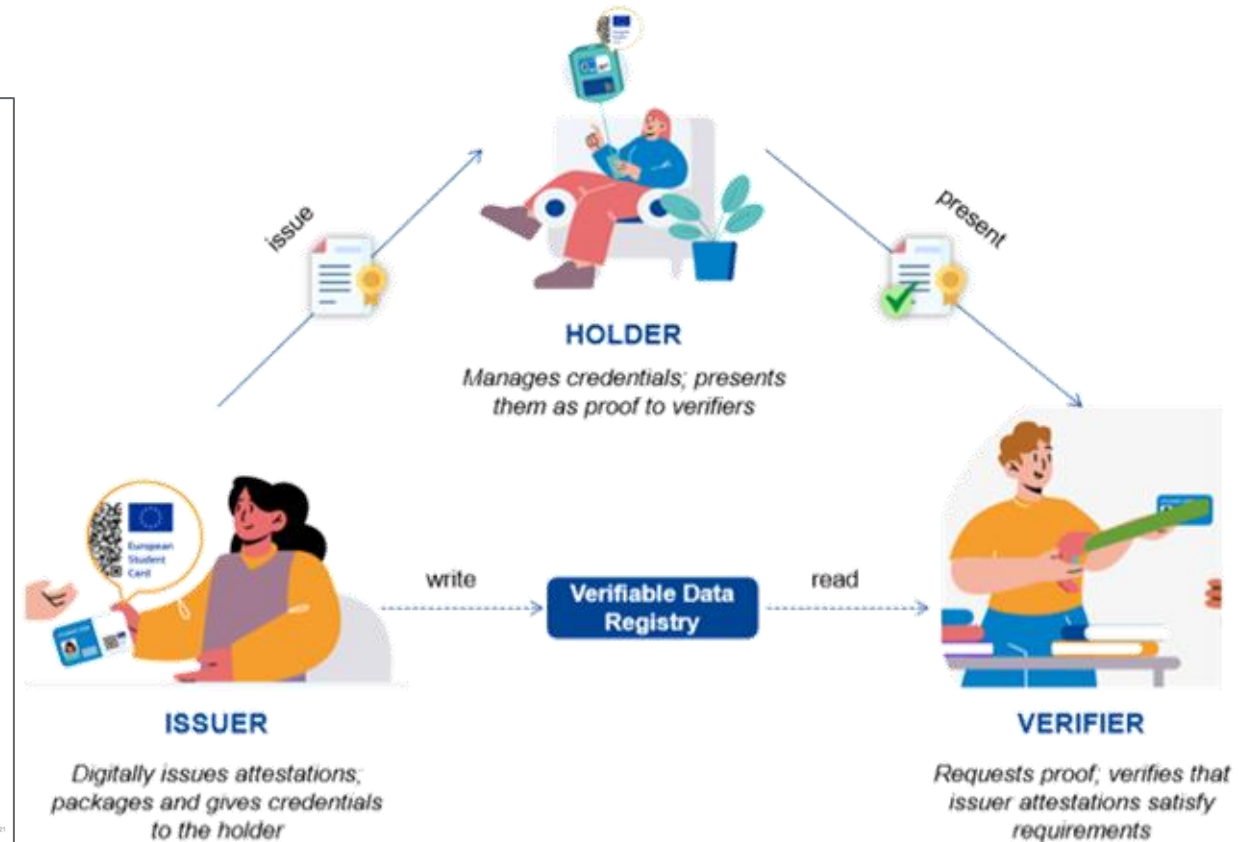 issue
present
HOLDER
Manages credentials; presents
them as proof to verifiers
European
Student
Card
write
Verifiable Data
Registry
read
ISSUER
Digitally issues attestations;
packages and gives credentials
to the holder
VERIFIER
Requests proof; verifies that
issuer attestations satisfy
requirements